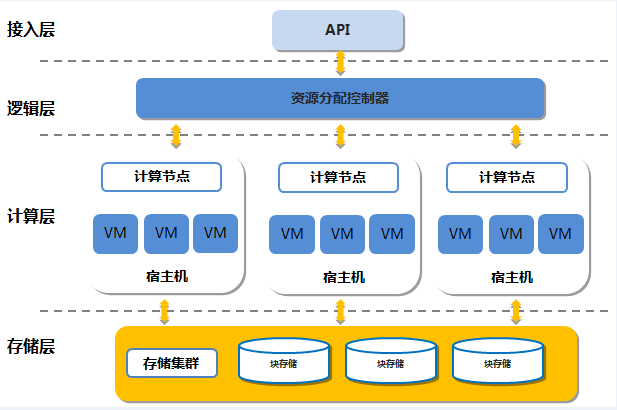 接入层
API
逻辑层
资源分配控制器
计算层
计算节点
VM VM VM
宿主机
计算节点
VM VM VM
宿主机
计算节点
VM VM VM
宿主机
存储层
存储集群
块存储
块存储
块存储